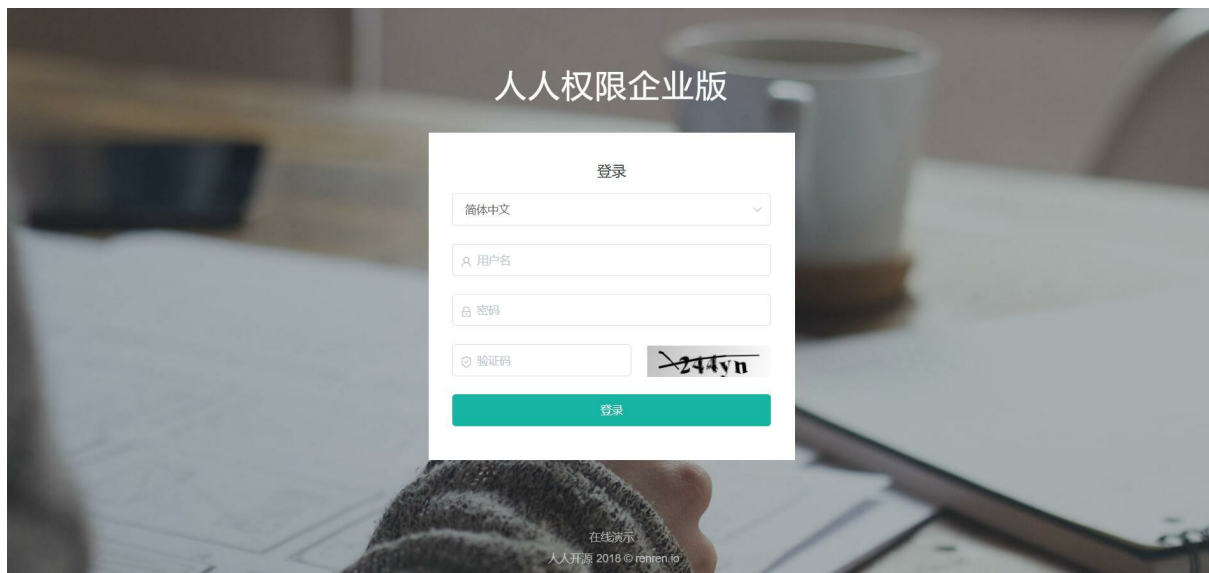 人人权限企业版
登录
简体中文
用户名
密码
验证码 244yn
登录
在线演示
人人开源 2018 © renren.io